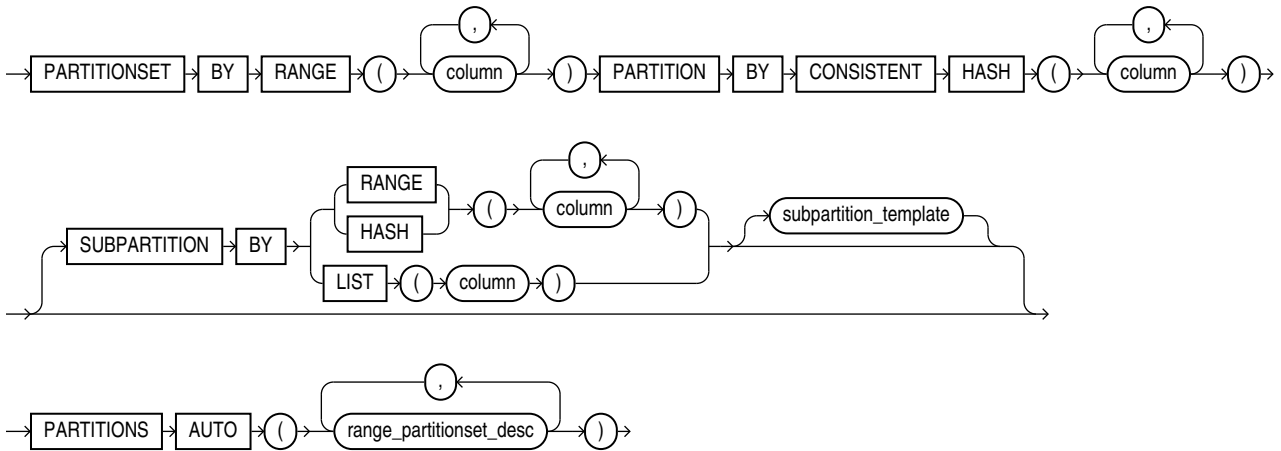 ,
,
PARTITIONSET BY RANGE ( column ) PARTITION BY CONSISTENT HASH ( column )
,
RANGE
subpartition_template
( column )
HASH
SUBPARTITION BY
LIST ( column )
,
PARTITIONS AUTO ( range_partitionset_desc )